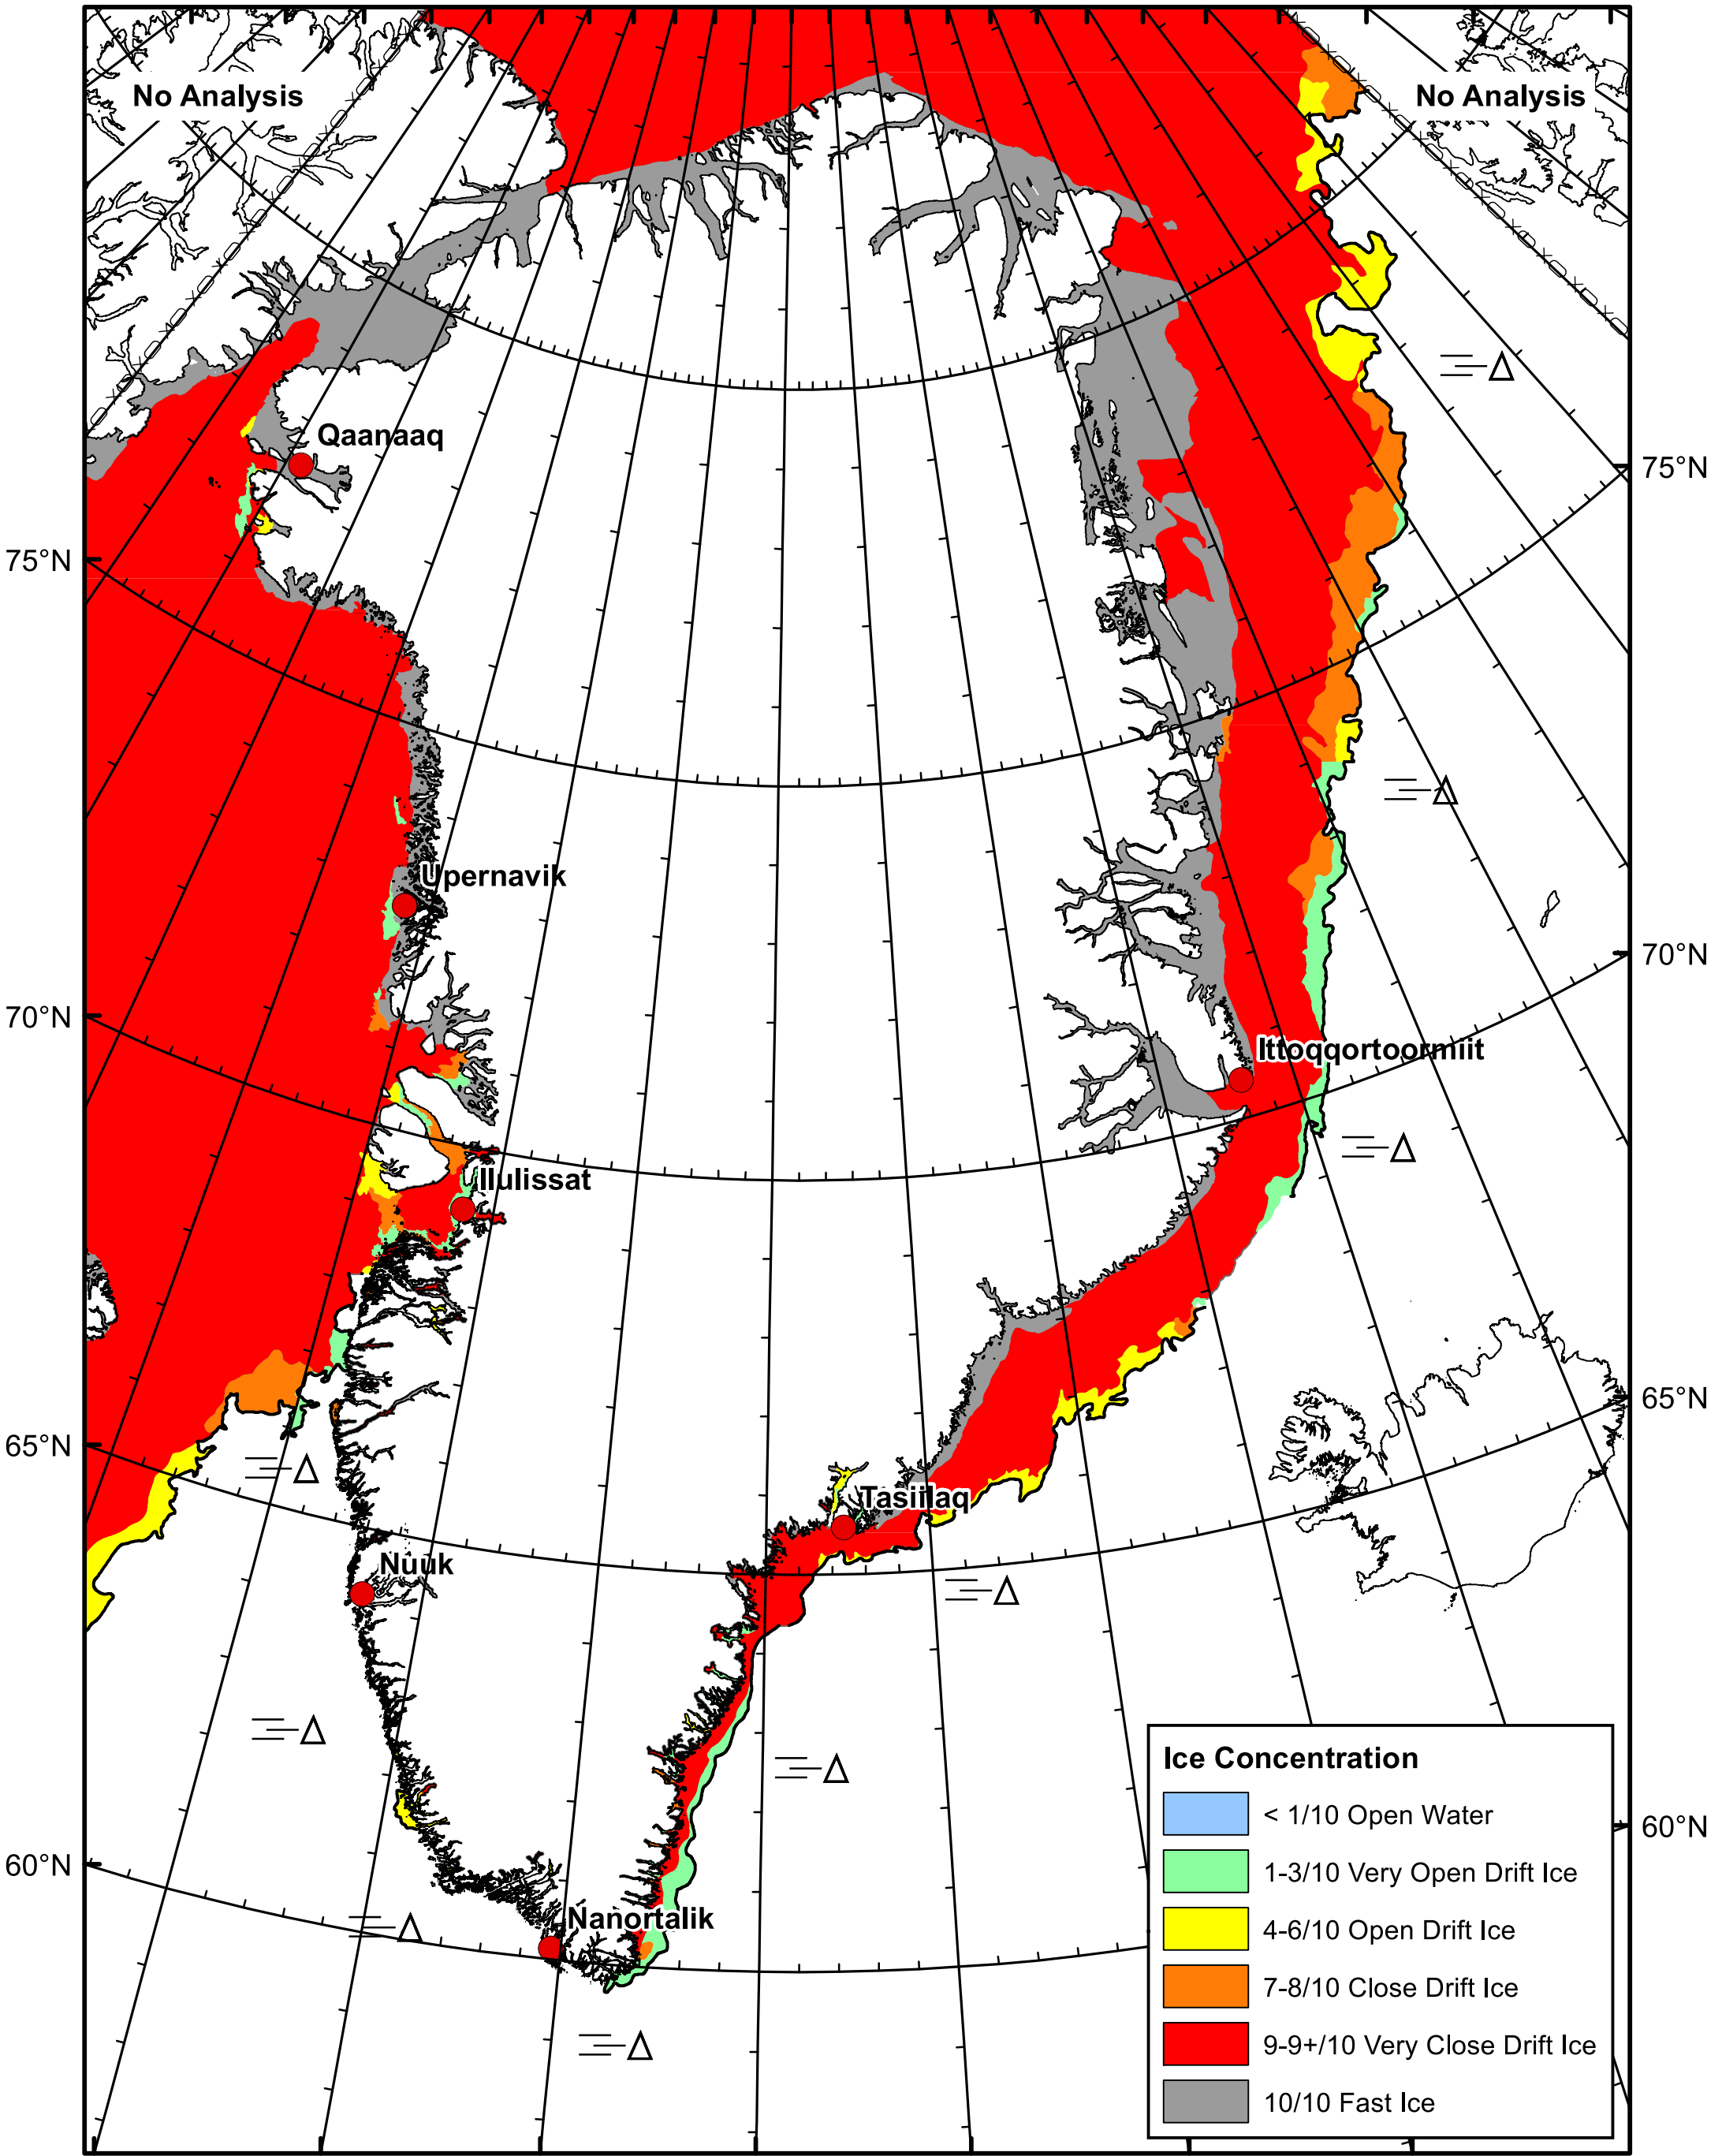 No Analysis
No Analysis
Qaanaaq
75°N
75°N
Upernavik
70°N
70°N
Ittoqqortoormiit
Ilulissat
65°N
65°N
Tasiilaq
Nuuk
60°N
60°N
Nanortalik
Ice Concentration
< 1/10 Open Water
1-3/10 Very Open Drift Ice
4-6/10 Open Drift Ice
7-8/10 Close Drift Ice
9-9+/10 Very Close Drift Ice
10/10 Fast Ice